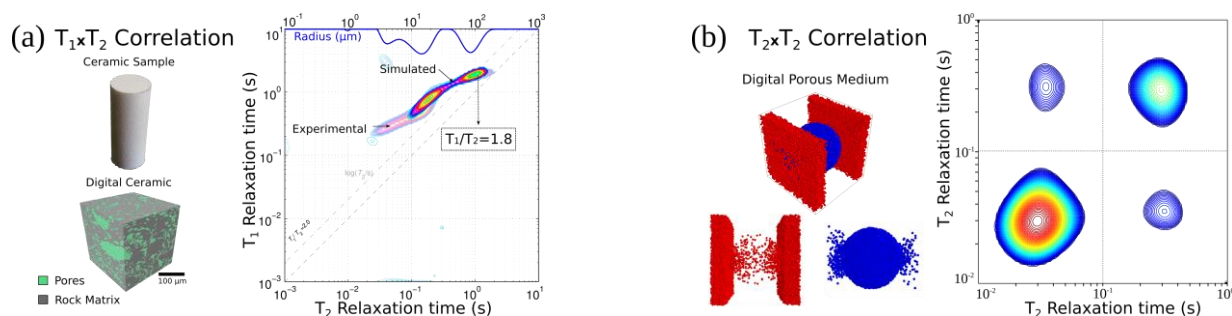 (a) T₁xT₂ Correlation
Ceramic Sample
Digital Ceramic
Pores
Rock Matrix
100 μm
10⁻¹ 10⁰ 10¹ 10²
Radius (μm)
Simulated
Experimental
T₁/T₂=1.8
T₁ Relaxation time (s)
10¹
10⁰
10⁻¹
10⁻²
10⁻³
10⁻³ 10⁻² 10⁻¹ 10⁰ 10¹
T₂ Relaxation time (s)
(b) T₂xT₂ Correlation
Digital Porous Medium
T₂ Relaxation time (s)
10⁰
10⁻¹
10⁻²
10⁻² 10⁻¹ 10⁰
T₂ Relaxation time (s)